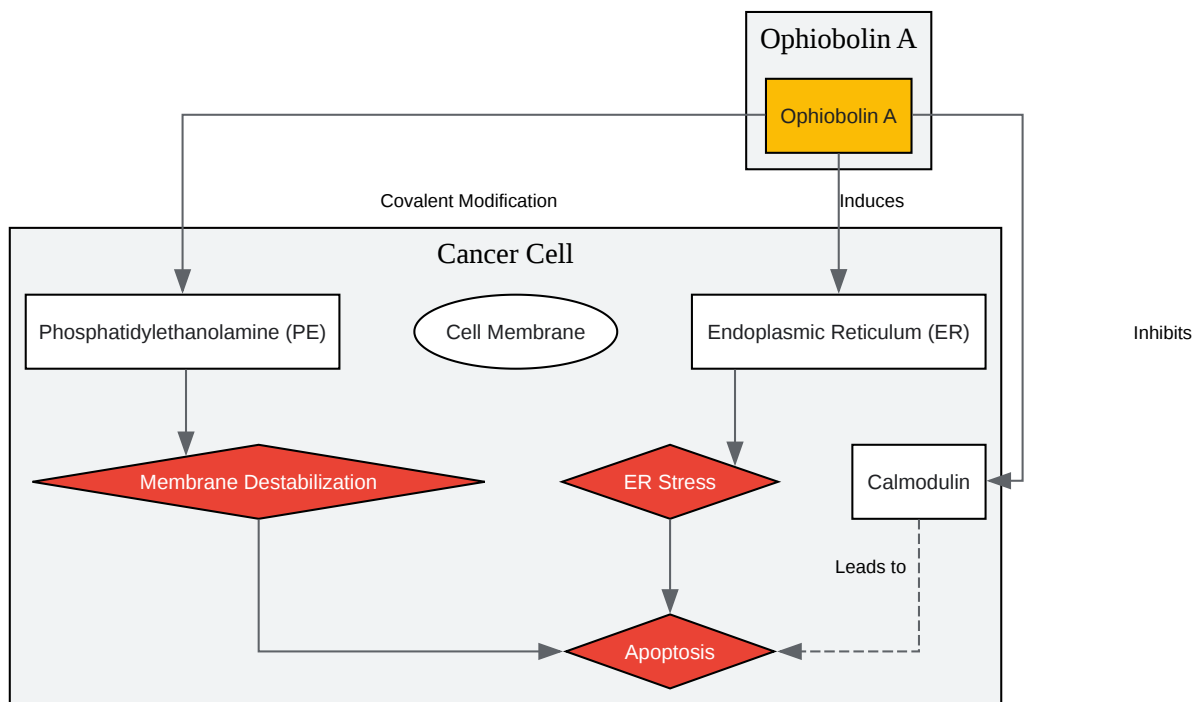 Ophiobolin A
Ophiobolin A
Covalent Modification
Induces
Cancer Cell
Phosphatidylethanolamine (PE)
Cell Membrane
Endoplasmic Reticulum (ER)
Inhibits
Membrane Destabilization
ER Stress
Calmodulin
Leads to
Apoptosis